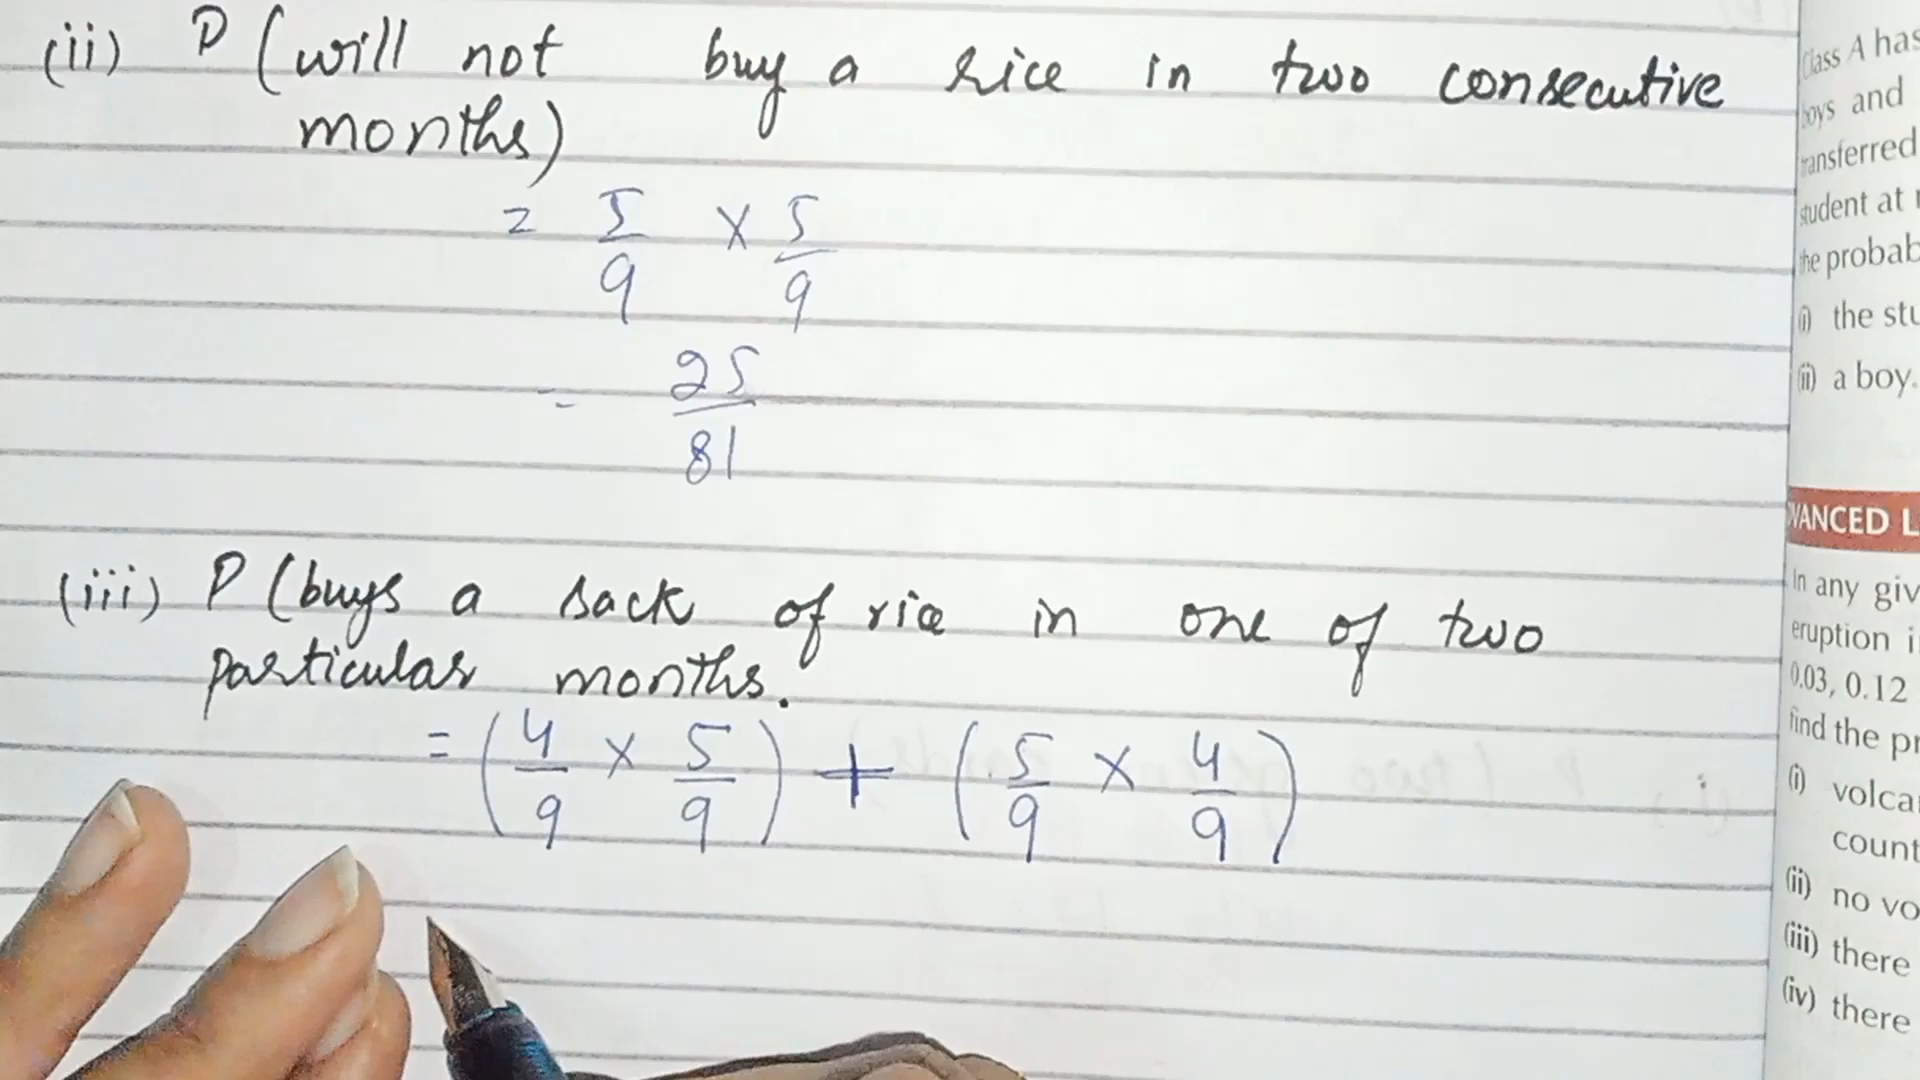 (ii) P (will not buy a rice in two consecutive
months)
= 5/9 × 5/9
= 25/81
(iii) P (buys a sack of rice in one of two
particular months.
= (4/9 × 5/9) + (5/9 × 4/9)
Class A has
boys and
transferred
student at
the probab
(i) the stu
(ii) a boy.
VANCED L
In any giv
eruption i
0.03, 0.12
find the pr
(i) volca
count
(ii) no vo
(iii) there
(iv) there